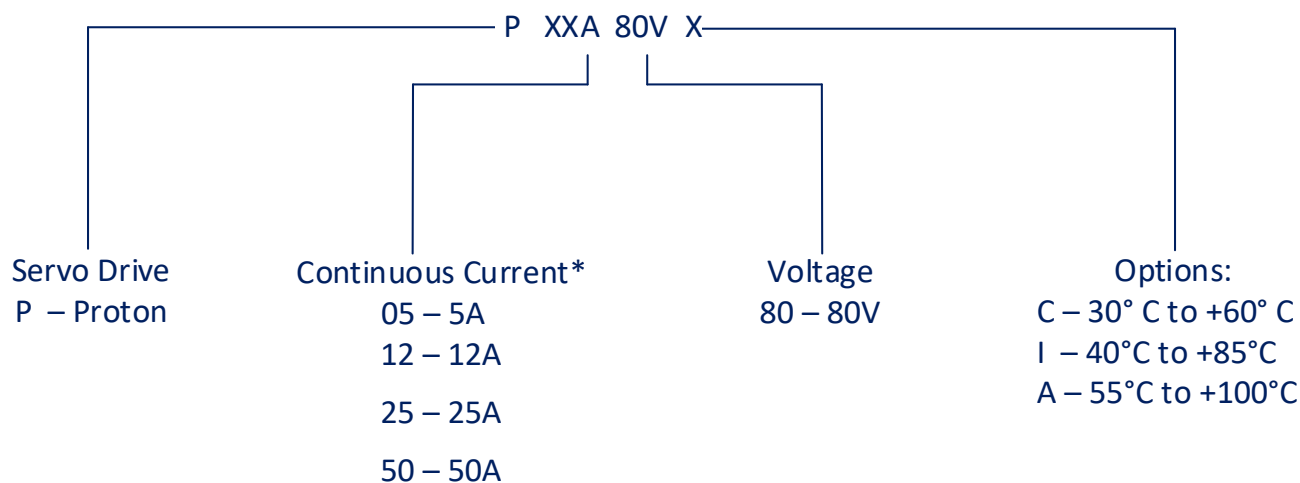 P XXA 80V X
Servo Drive
P – Proton
Continuous Current*
05 – 5A
12 – 12A
25 – 25A
50 – 50A
Voltage
80 – 80V
Options:
C – 30° C to +60° C
I – 40°C to +85°C
A – 55°C to +100°C